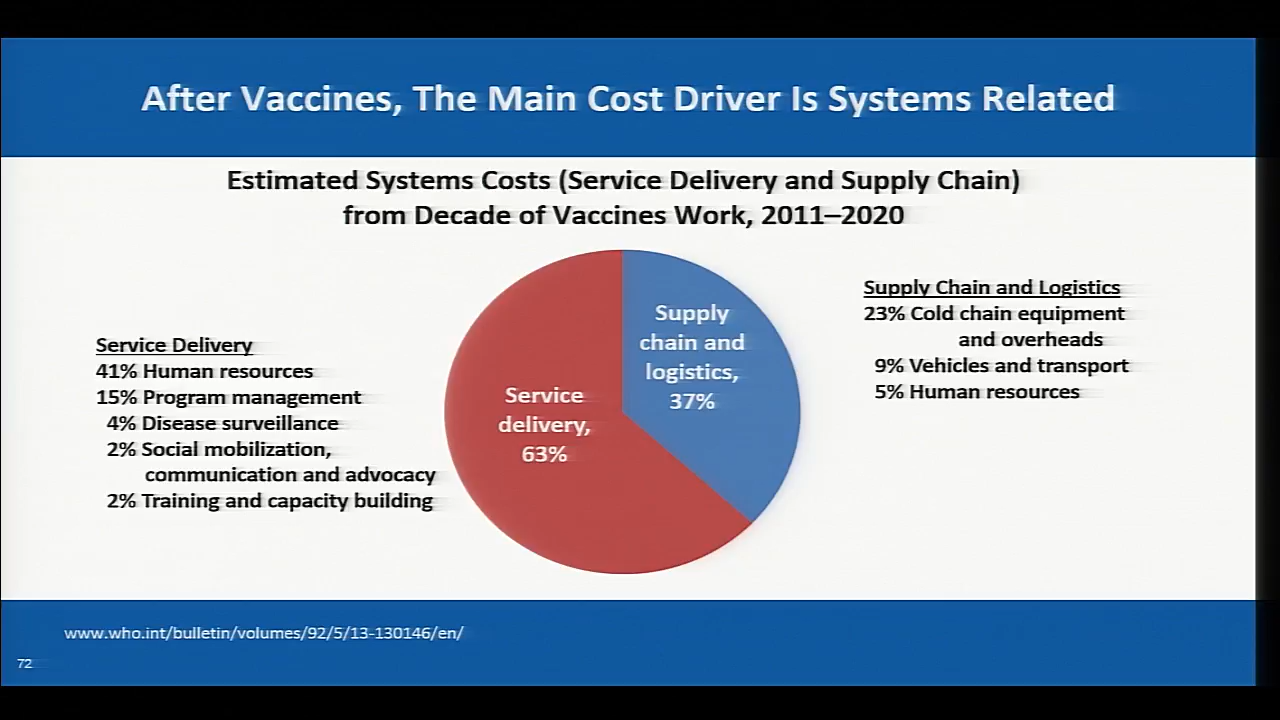 After Vaccines, The Main Cost Driver Is Systems Related
Estimated Systems Costs (Service Delivery and Supply Chain)
from Decade of Vaccines Work, 2011–2020
Service Delivery
41% Human resources
15% Program management
4% Disease surveillance
2% Social mobilization,
communication and advocacy
2% Training and capacity building
Service
delivery,
63%
Supply
chain and
logistics,
37%
Supply Chain and Logistics
23% Cold chain equipment
and overheads
9% Vehicles and transport
5% Human resources
www.who.int/bulletin/volumes/92/5/13-130146/en/
72